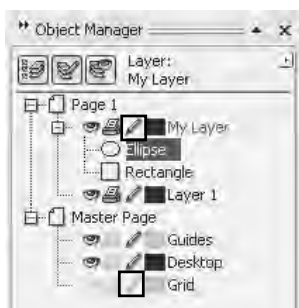 Object Manager
Layer:
My Layer
Page 1
My Layer
Ellipse
Rectangle
Layer 1
Master Page
Guides
Desktop
Grid